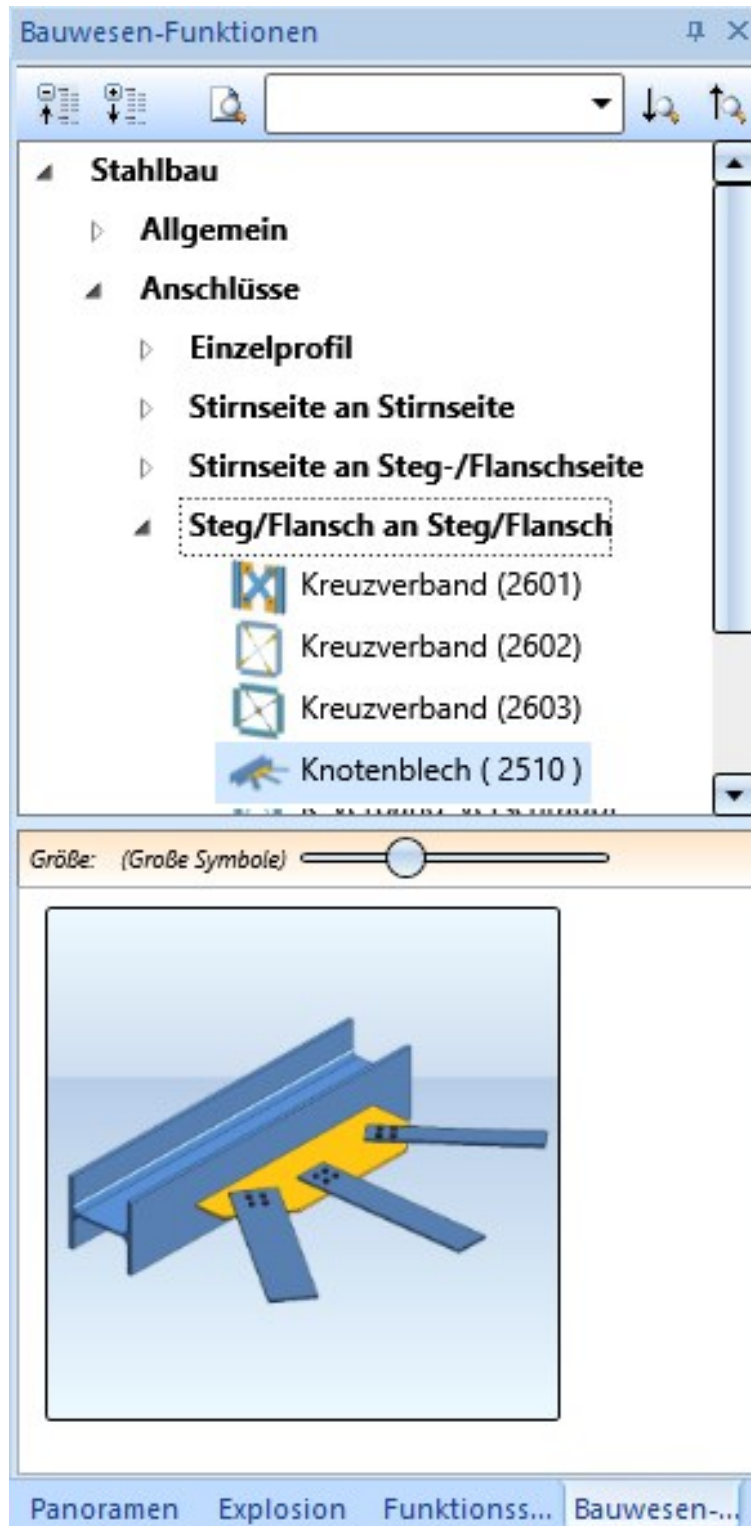 Bauwesen-Funktionen
Stahlbau
Allgemein
Anschlüsse
Einzelprofil
Stirnseite an Stirnseite
Stirnseite an Steg-/Flanschseite
Steg/Flansch an Steg/Flansch
Kreuzverband (2601)
Kreuzverband (2602)
Kreuzverband (2603)
Knotenblech ( 2510 )
Größe: (Große Symbole)
Panoramen Explosion Funktionss... Bauwesen-...